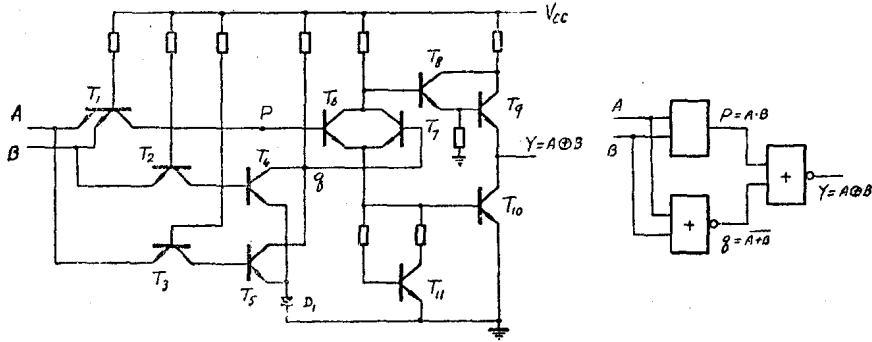 Vcc
T8
A
T1
P
T6
T9
T7
B
T2
T4
q
Y=A⊕B
T10
T3
T5
D1
T11
A
P=A·B
B
+
+
Y=A⊕B
q=A+B̅